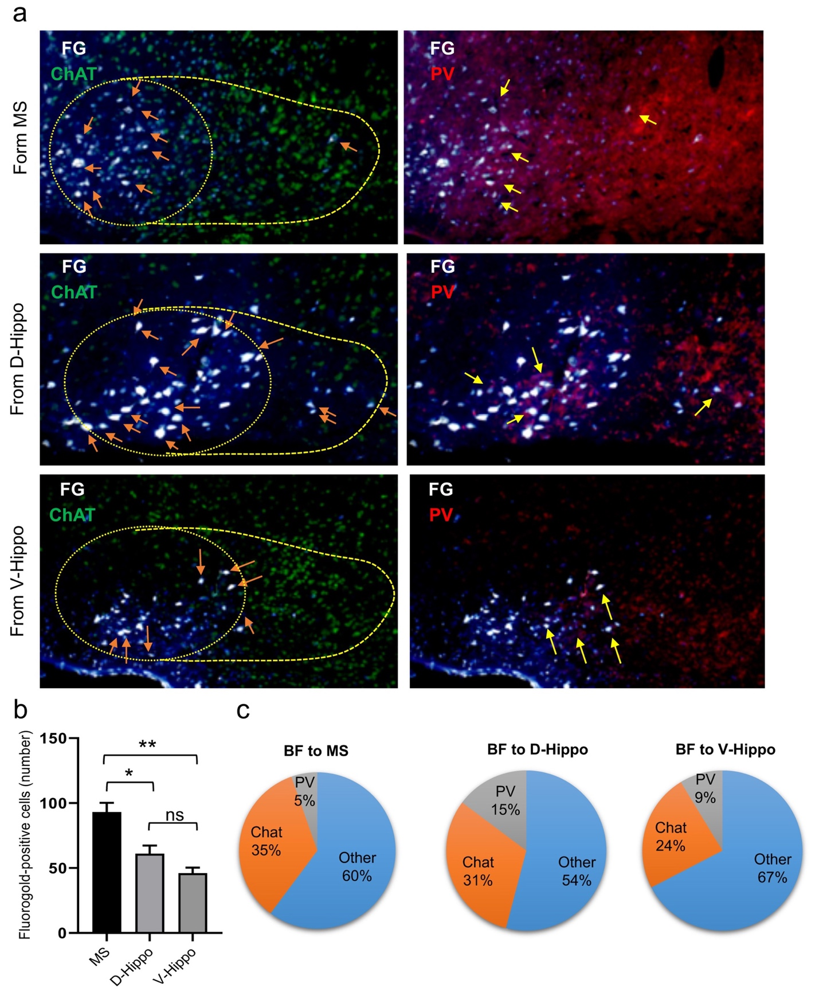 a
FG
ChAT
FG
PV
Form MS
FG
ChAT
FG
PV
From D-Hippo
FG
ChAT
FG
PV
From V-Hippo
b
Fluorogold-positive cells (number)
150
100
50
0
**
*
ns
MS
D-Hippo
V-Hippo
c
BF to MS
PV
5%
Chat
35%
Other
60%
BF to D-Hippo
PV
15%
Chat
31%
Other
54%
BF to V-Hippo
PV
9%
Chat
24%
Other
67%